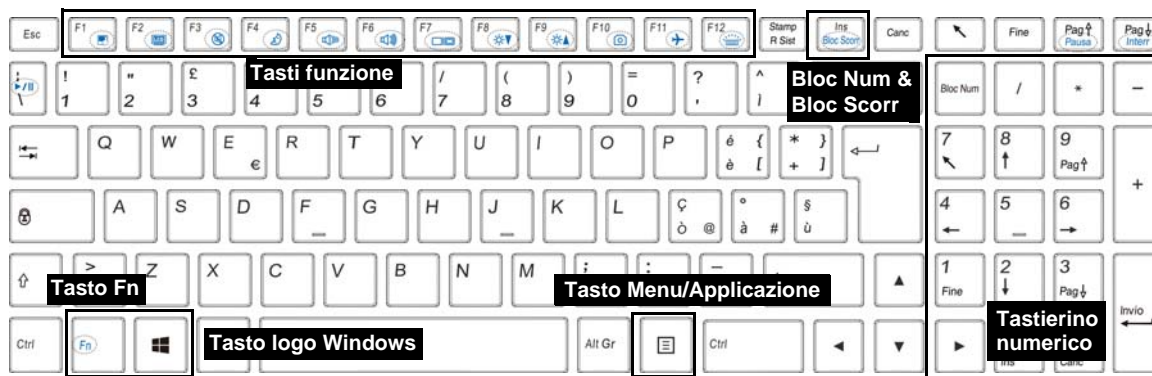 Esc F1 F2 F3 F4 F5 F6 F7 F8 F9 F10 F11 F12 Stamp Ins Canc Fine Pag Pag
R Sist Bloc Scorr Pausa Interr
Tasti funzione
Bloc Num &
Bloc Scorr
! " £ / ( ) = ? ^
\ 1 2 3 4 5 6 7 8 9 0 ' ì Bloc Num / * −
Q W E R T Y U I O P é { * } 7 8 9
€ è [ + ] Pag +
A S D F G H J K L ç ° § 4 5 6
ò @ à # ù
> Z X C V B N M ; : _ 1 2 3
Fine Pag
Tasto Fn
Tasto Menu/Applicazione
Ctrl Fn Alt Gr Ctrl Invio
Tasto logo Windows
Tastierino
numerico
Ins Canc